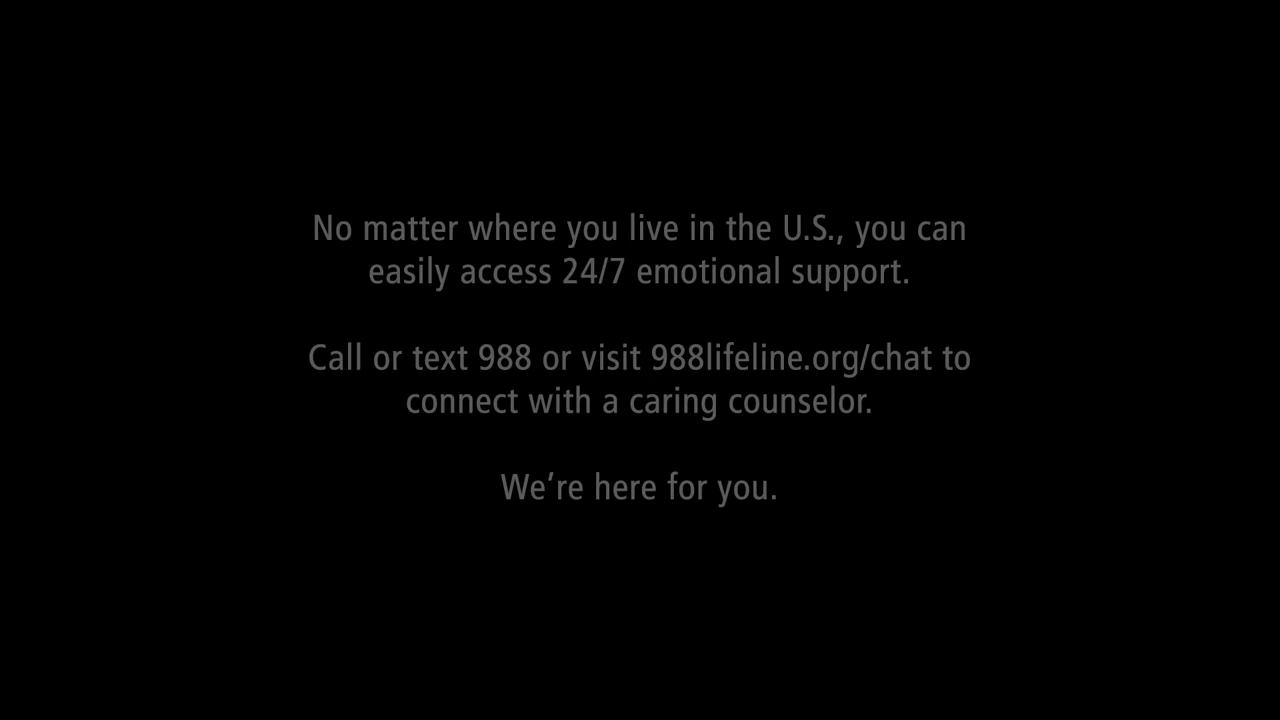 No matter where you live in the U.S., you can
easily access 24/7 emotional support.
Call or text 988 or visit 988lifeline.org/chat to
connect with a caring counselor.
We’re here for you.